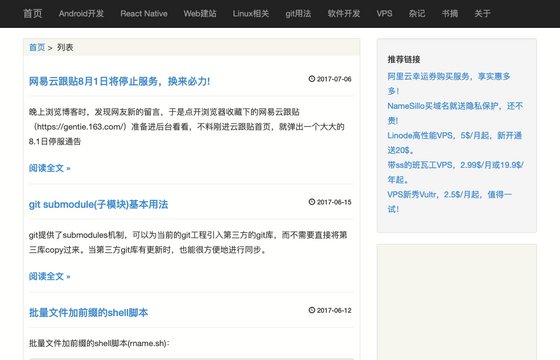 首页 Android开发 React Native Web建站 Linux相关 git用法 软件开发 VPS 杂记 书摘 关于
首页 > 列表
网易云跟贴8月1日将停止服务，换来必力! 2017-07-06
晚上浏览博客时，发现网友新的留言，于是点开浏览器收藏下的网易云跟贴
（https://gentie.163.com/）准备进后台看看，不料刚进云跟贴首页，就弹出一个大大的
8.1日停服通告
阅读全文 »
git submodule(子模块)基本用法 2017-06-15
git提供了submodules机制，可以为当前的git工程引入第三方的git库，而不需要直接将第
三库copy过来。当第三方git库有更新时，也能很方便地进行同步。
阅读全文 »
批量文件加前缀的shell脚本 2017-06-12
批量文件加前缀的shell脚本(rname.sh)：
推荐链接
阿里云幸运券购买服务，享实惠多
多！
NameSillo买域名就送隐私保护，还不
贵!
Linode高性能VPS，5$/月起，新开通
送20$。
带ss的班瓦工VPS，2.99$/月或19.9$/
年起。
VPS新秀Vultr，2.5$/月起，值得一
试！